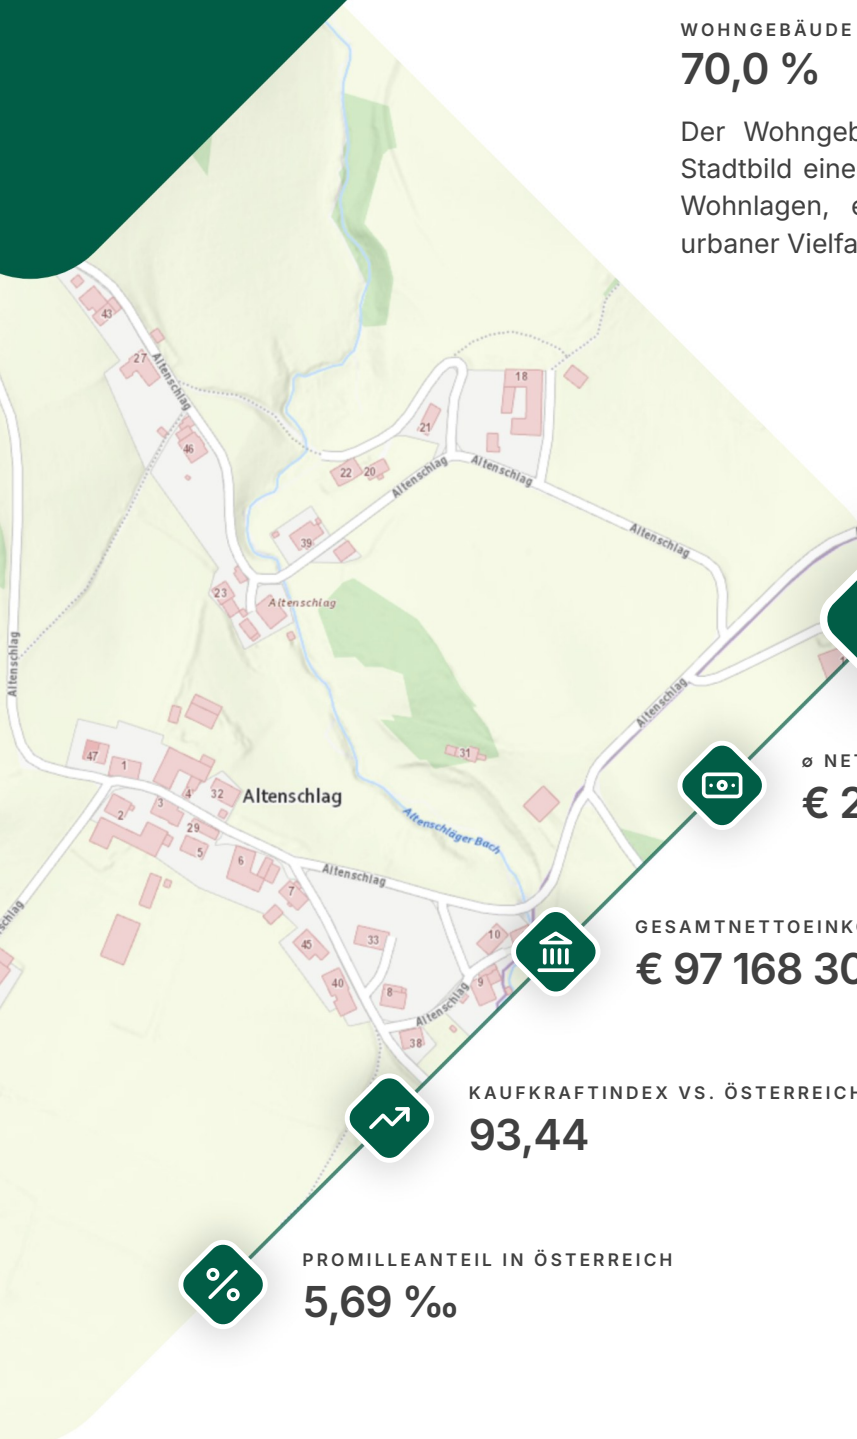 WOHNGEBÄUDE
70,0 %
Der Wohngeb
Stadtbild eine
Wohnlagen, e
urbaner Vielfa
43
27
Altenschlag
46
18
21
22 20
Altenschlag
Altenschlag
39
Altenschlag
23
Altenschlag
Altenschlag
Altenschlag
31
47
1
4
32
Altenschlag
2
3
29
5
6
7
Altenschläger Bach
Altenschlag
45
33
10
40
8
9
Altenschlag
38
schlag
ø NET
€ 2
GESAMTNETTOEINKO
€ 97 168 30
KAUFKRAFTINDEX VS. ÖSTERREICH
93,44
PROMILLEANTEIL IN ÖSTERREICH
5,69 ‰